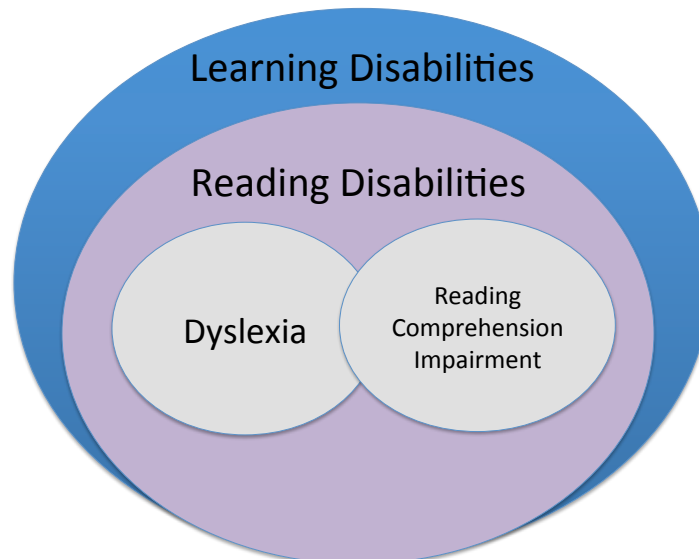 Learning Disabilities
Reading Disabilities
Dyslexia
Reading
Comprehension
Impairment